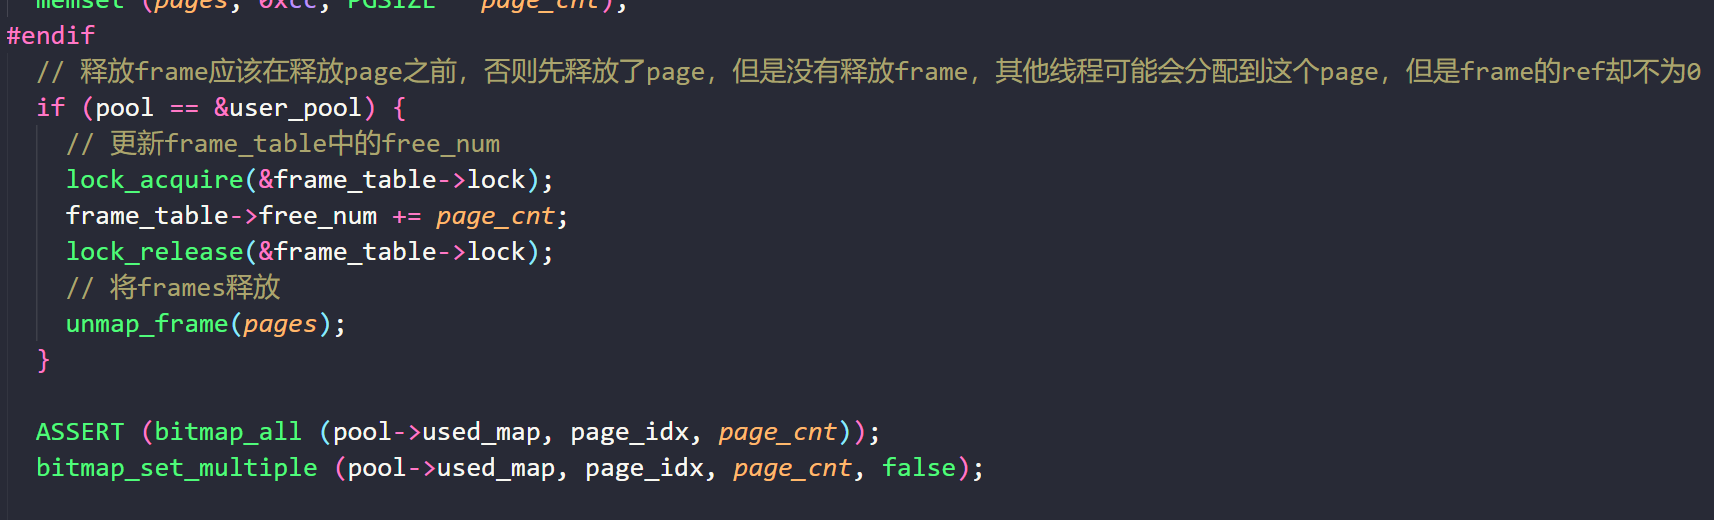 memset (pages, 0xcc, PGSIZE * page_cnt);
#endif
  // 释放frame应该在释放page之前，否则先释放了page，但是没有释放frame，其他线程可能会分配到这个page，但是frame的ref却不为0
  if (pool == &user_pool) {
    // 更新frame_table中的free_num
    lock_acquire(&frame_table->lock);
    frame_table->free_num += page_cnt;
    lock_release(&frame_table->lock);
    // 将frames释放
    unmap_frame(pages);
  }
  ASSERT (bitmap_all (pool->used_map, page_idx, page_cnt));
  bitmap_set_multiple (pool->used_map, page_idx, page_cnt, false);